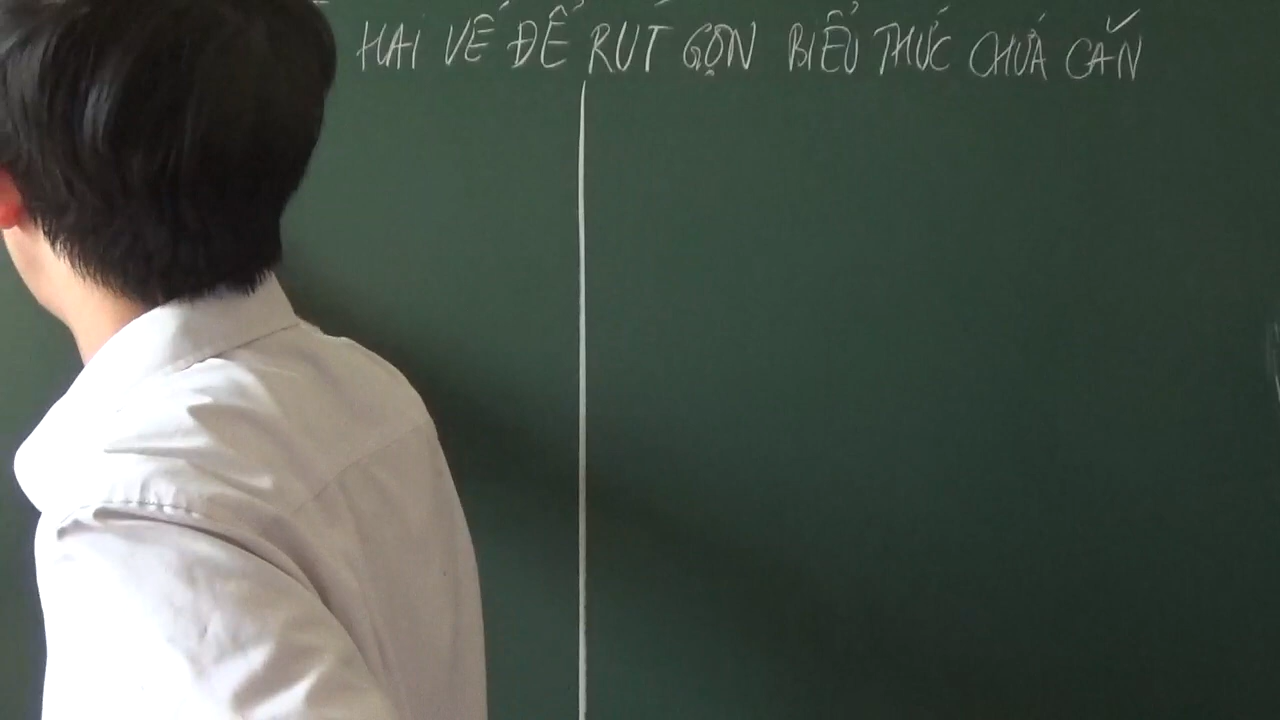 HAI VẾ ĐỂ RÚT GỌN BIỂU THỨC CHỨA CĂN